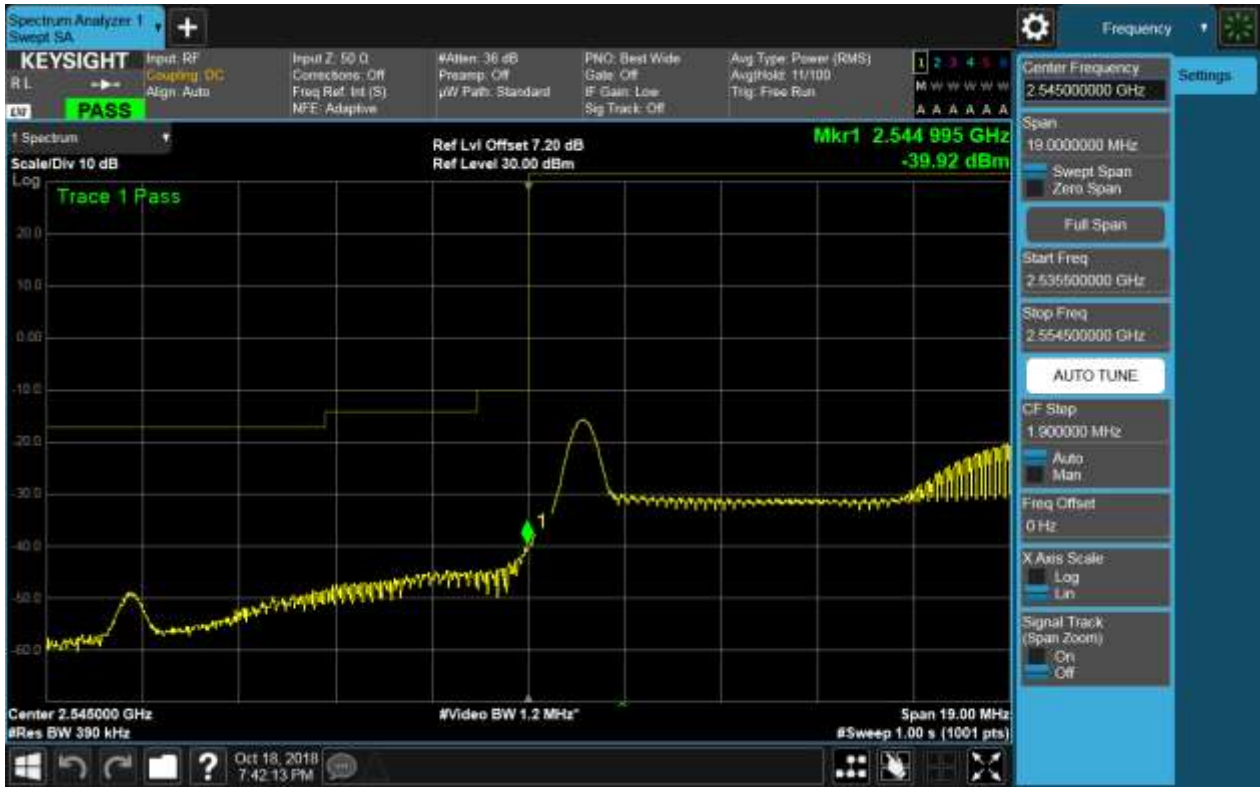 Spectrum Analyzer 1
Swept SA
+
Frequency
KEYSIGHT
R L
PASS
Input: RF
Coupling: DC
Align: Auto
Input Z: 50 Ω
Corrections: Off
Freq Ref: Int (S)
NFE: Adaptive
#Atten: 36 dB
Preamp: Off
µW Path: Standard
PNO: Best Wide
Gate: Off
IF Gain: Low
Sig Track: Off
Avg Type: Power (RMS)
Avg|Hold: 11/100
Trig: Free Run
1 2 3 4 5 6
M W W W W W
A A A A A A
Center Frequency
2.545000000 GHz
Settings
Span
19.0000000 MHz
Swept Span
Zero Span
Full Span
Start Freq
2.535500000 GHz
Stop Freq
2.554500000 GHz
AUTO TUNE
CF Step
1.900000 MHz
Auto
Man
Freq Offset
0 Hz
X Axis Scale
Log
Lin
Signal Track
(Span Zoom)
On
Off
1 Spectrum
Scale/Div 10 dB
Ref Lvl Offset 7.20 dB
Ref Level 30.00 dBm
Mkr1 2.544 995 GHz
-39.92 dBm
Log
Trace 1 Pass
20.0
10.0
0.00
-10.0
-20.0
-30.0
-40.0
-50.0
-60.0
1
Center 2.545000 GHz
#Res BW 390 kHz
#Video BW 1.2 MHz*
Span 19.00 MHz
#Sweep 1.00 s (1001 pts)
?
Oct 18, 2018
7:42:13 PM